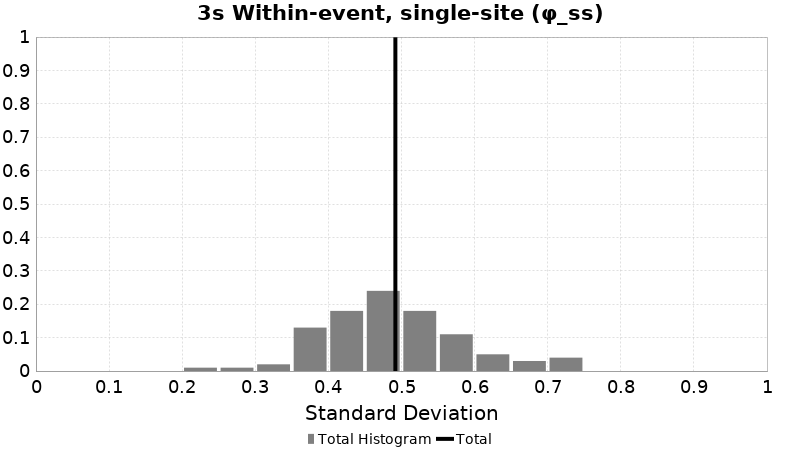 3s Within-event, single-site (φ_ss)
1
0.9
0.8
0.7
0.6
0.5
0.4
0.3
0.2
0.1
0
0 0.1 0.2 0.3 0.4 0.5 0.6 0.7 0.8 0.9 1
Standard Deviation
Total Histogram Total